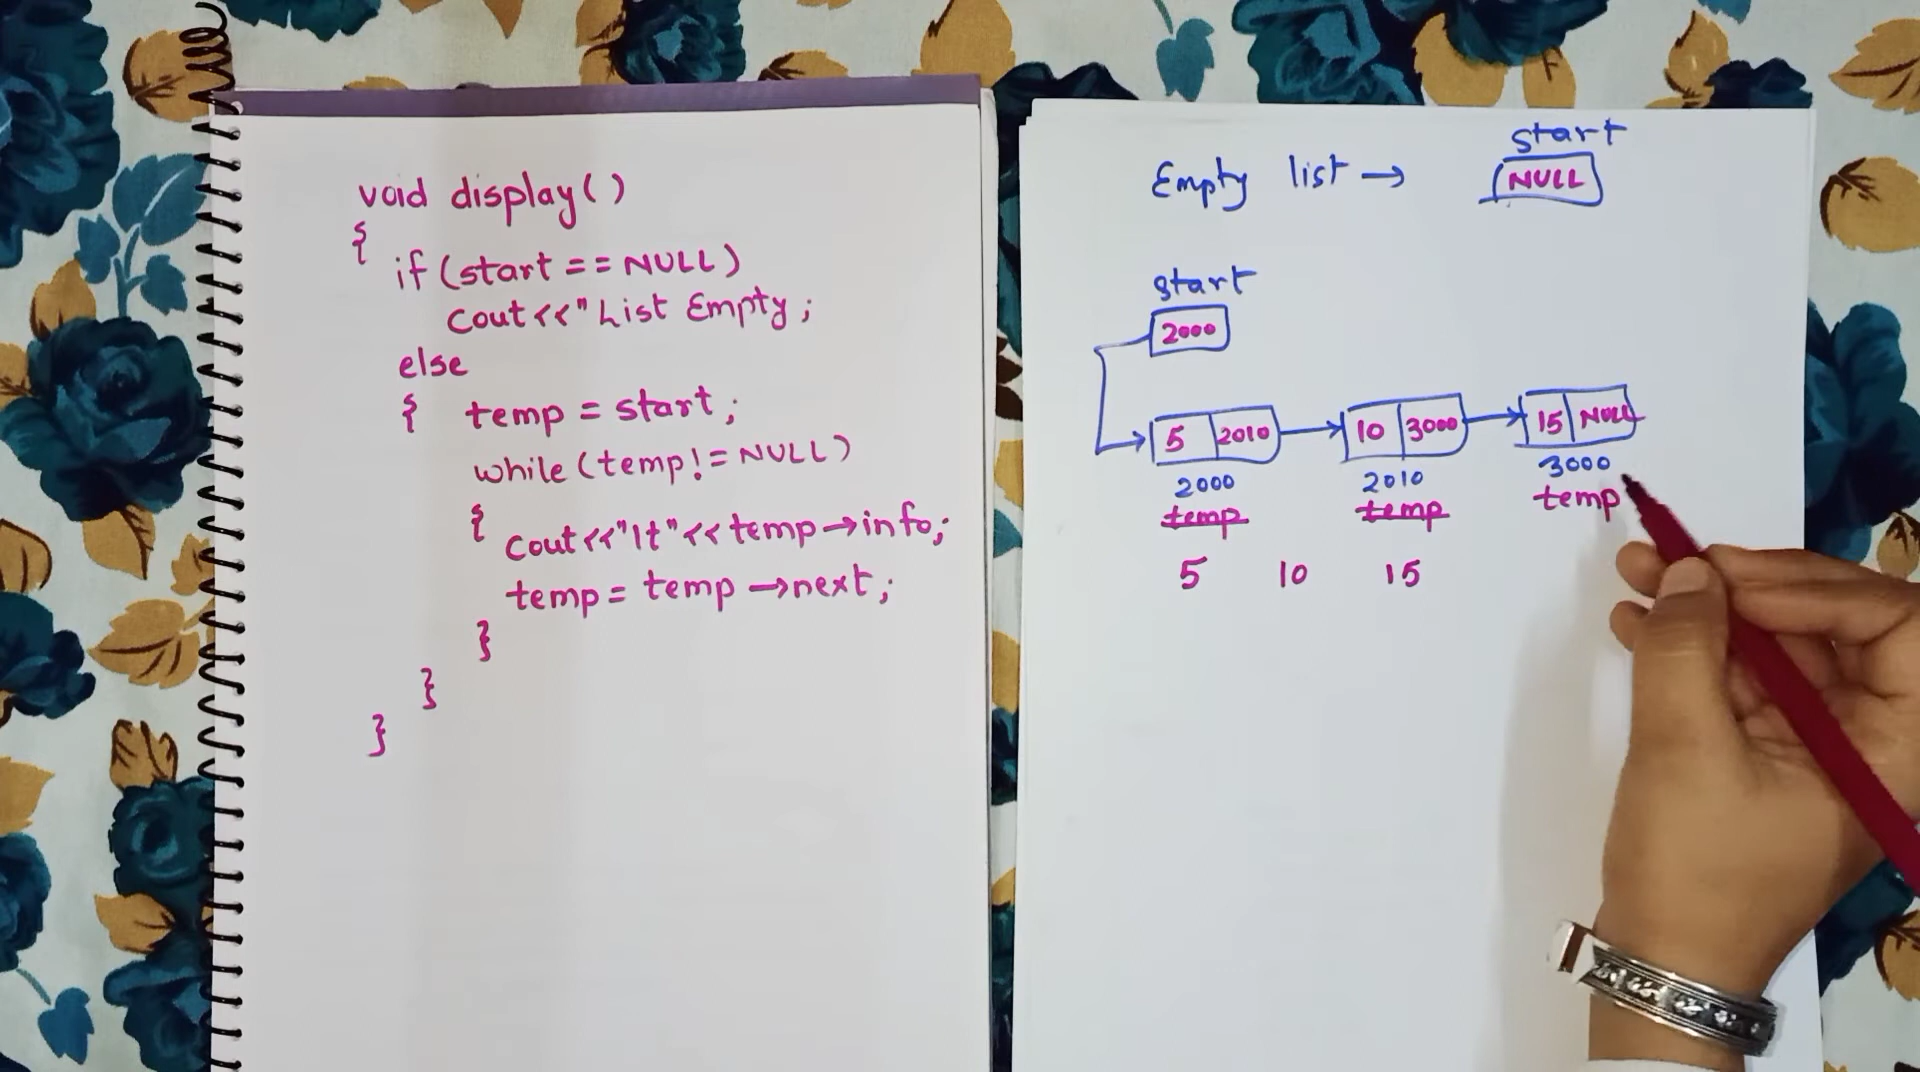 void display()
{
if(start == NULL)
Cout<<"List Empty;
else
{ temp = start;
while(temp! = NULL)
{
Cout<<"\t"<<temp→info;
temp = temp →next;
}
}
}
Empty list → start
NULL
start
2000
5 2010 → 10 3000 → 15 NULL
2000 2010 3000
temp temp temp
5 10 15